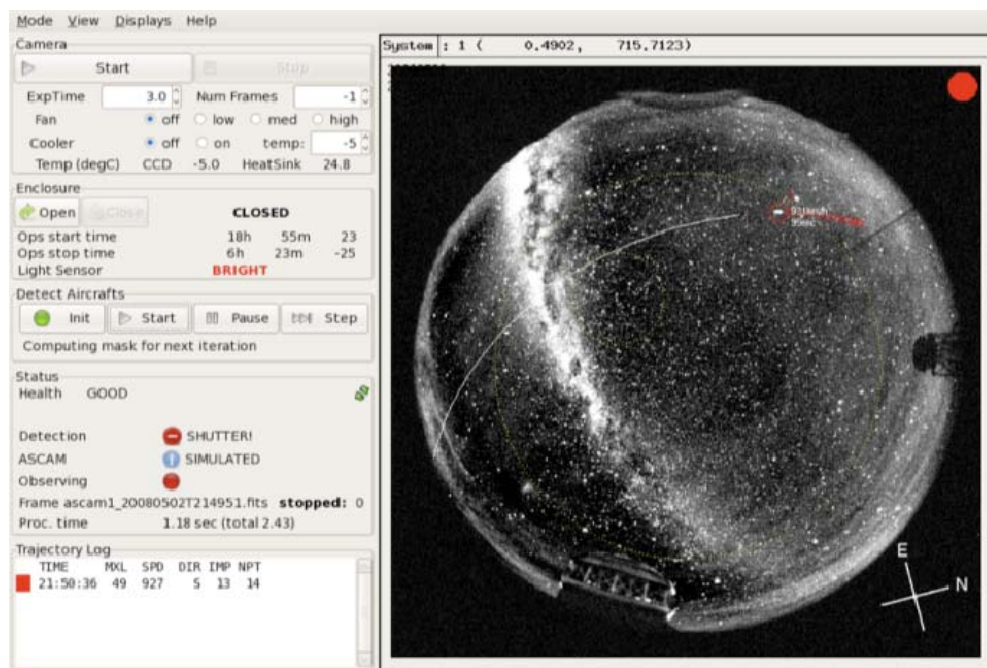 Mode View Displays Help
Camera
Start Stop
ExpTime 3.0 Num Frames -1
Fan off low med high
Cooler off on temp: -5
Temp (degC) CCD -5.0 HeatSink 24.8
Enclosure
Open Close CLOSED
Ops start time 18h 55m 23
Ops stop time 6h 23m -25
Light Sensor BRIGHT
Detect Aircrafts
Init Start Pause Step
Computing mask for next iteration
Status
Health GOOD
Detection SHUTTER!
ASCAM SIMULATED
Observing
Frame ascam1_20080502T214951.fits stopped: 0
Proc. time 1.18 sec (total 2.43)
Trajectory Log
TIME MXL SPD DIR IMP NPT
21:50:36 49 927 S 13 14
System : 1 ( 0.4902, 715.7123)
E
N